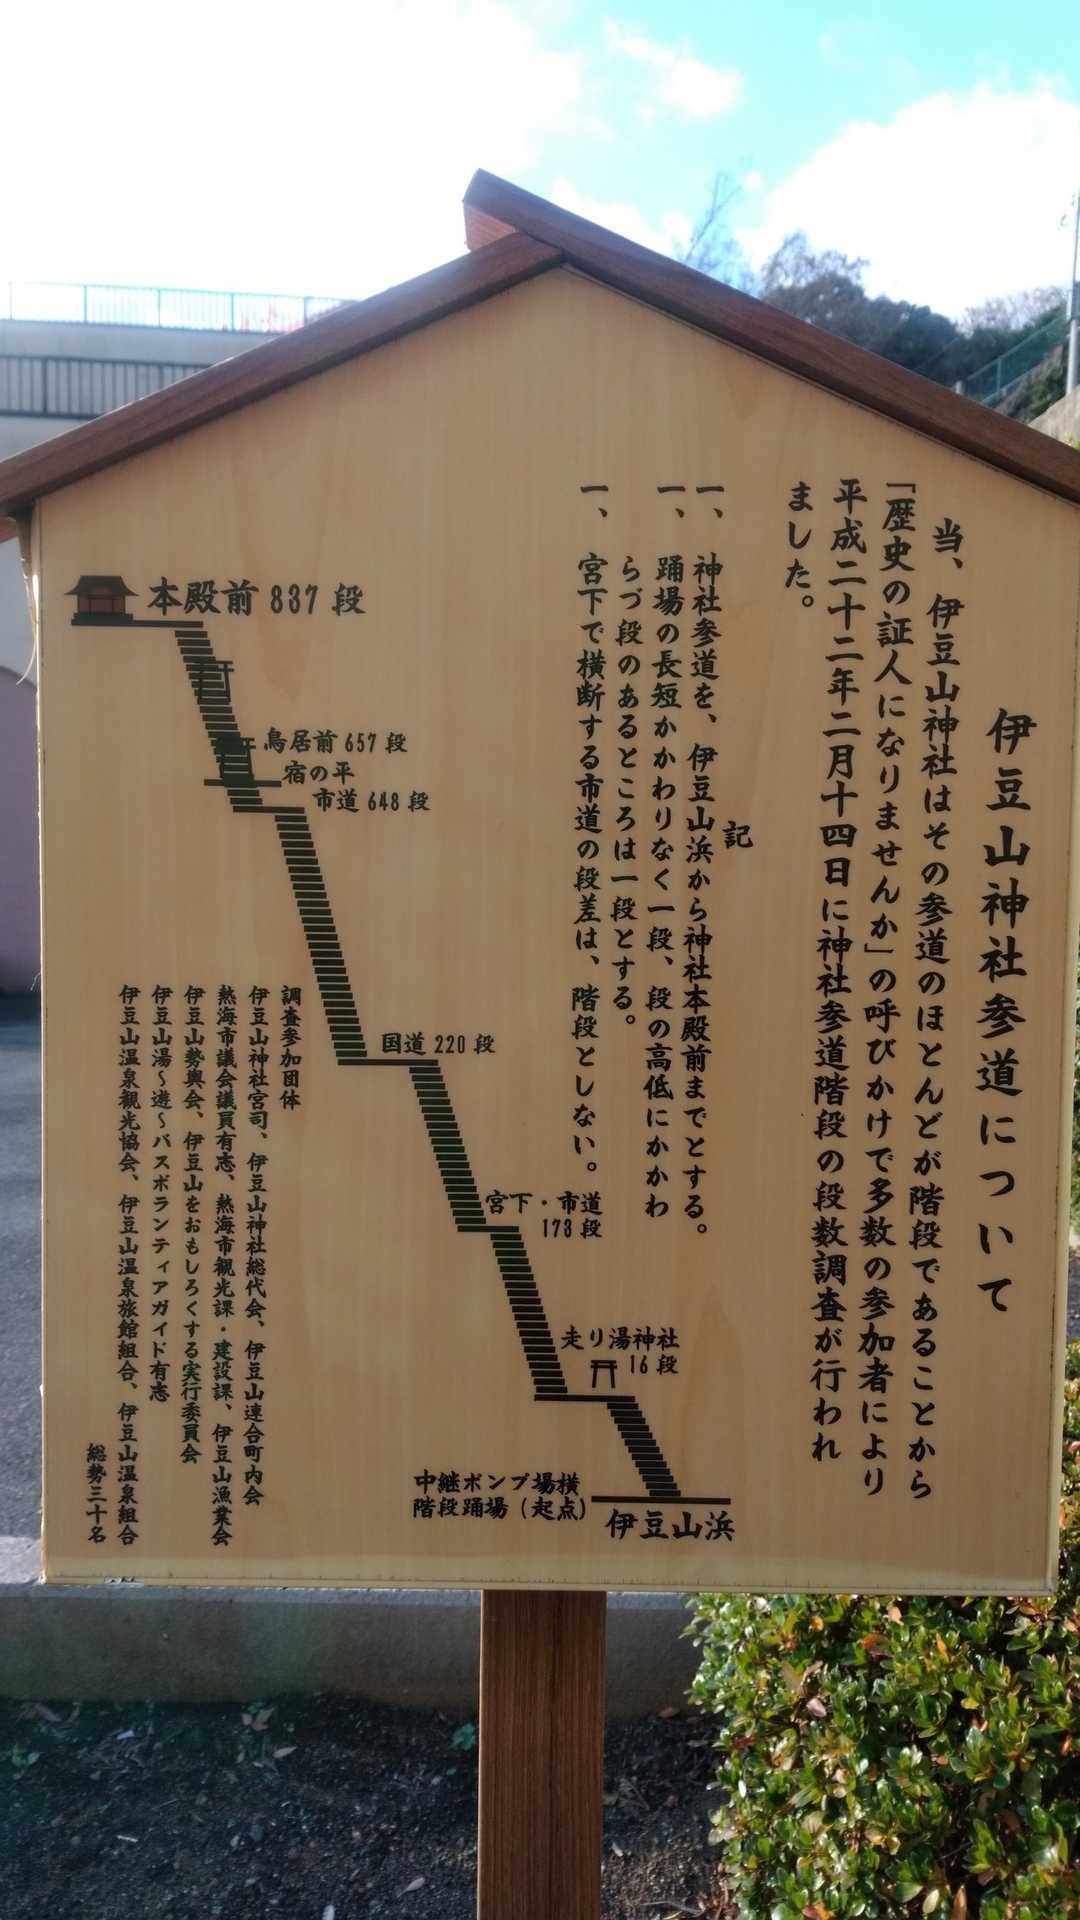 伊豆山神社参道について
当、伊豆山神社はその参道のほとんどが階段であることから
「歴史の証人になりませんか」の呼びかけで多数の参加者により
平成二十二年二月十四日に神社参道階段の段数調査が行われ
ました。
記
一、神社参道を、伊豆山浜から神社本殿前までとする。
一、踊場の長短かかわりなく一段、段の高低にかかわ
らづ段のあるところは一段とする。
一、宮下で横断する市道の段差は、階段としない。
本殿前 837 段
鳥居前 657 段
宿の平
市道 648 段
国道 220 段
宮下・市道
173 段
走り湯神社
16 段
中継ポンプ場横
階段踊場（起点）
伊豆山浜
調査参加団体
伊豆山神社宮司、伊豆山神社総代会、伊豆山連合町内会
熱海市議会議員有志、熱海市観光課・建設課、伊豆山漁業会
伊豆山勢興会、伊豆山をおもしろくする実行委員会
伊豆山湯～遊～バスボランティアガイド有志
伊豆山温泉観光協会、伊豆山温泉旅館組合、伊豆山温泉組合
総勢三十名